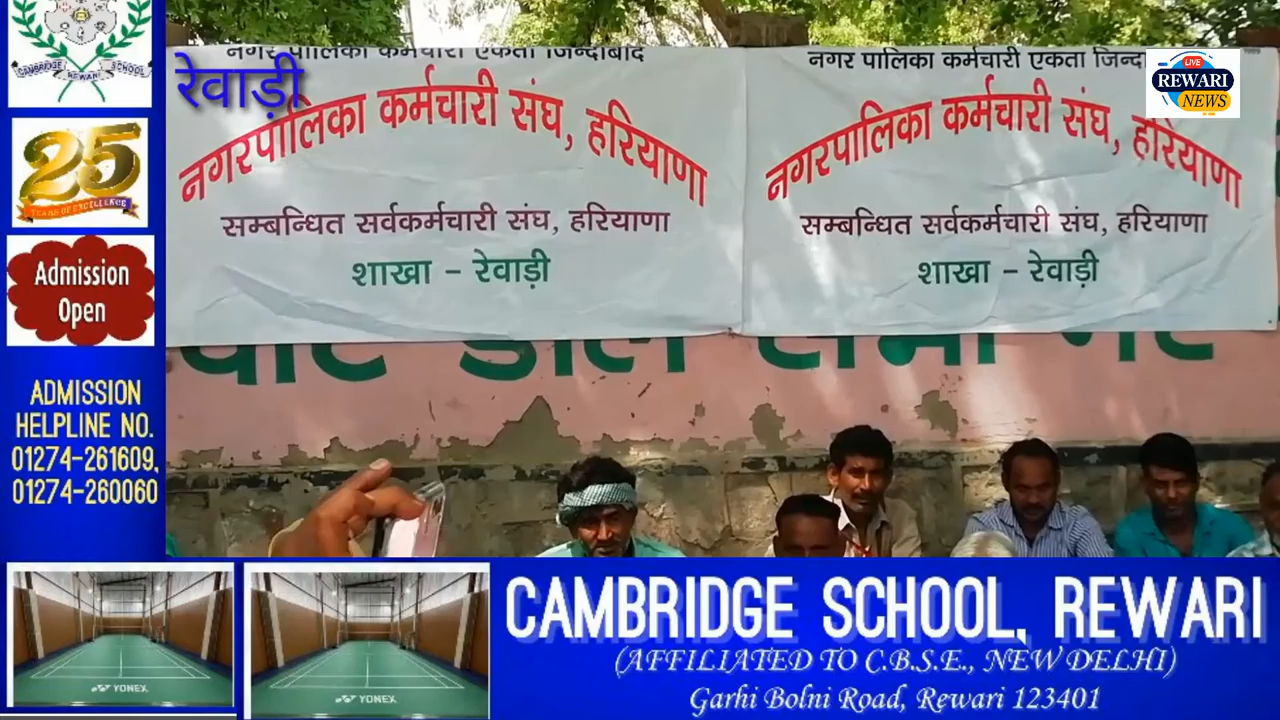 CAMBRIDGE REWARI SCHOOL
25
YEARS OF EXCELLENCE
Admission
Open
ADMISSION
HELPLINE NO.
01274-261609,
01274-260060
रेवाड़ी
LIVE
REWARI
NEWS
नगर पालिका कर्मचारी एकता जिन्दाबाद
नगरपालिका कर्मचारी संघ, हरियाणा
सम्बन्धित सर्वकर्मचारी संघ, हरियाणा
शाखा – रेवाड़ी
नगर पालिका कर्मचारी एकता
नगरपालिका कर्मचारी संघ, हरियाणा
सम्बन्धित सर्वकर्मचारी संघ, हरियाणा
शाखा – रेवाड़ी
YONEX
YONEX
CAMBRIDGE SCHOOL, REWARI
(AFFILIATED TO C.B.S.E., NEW DELHI)
Garhi Bolni Road, Rewari 123401